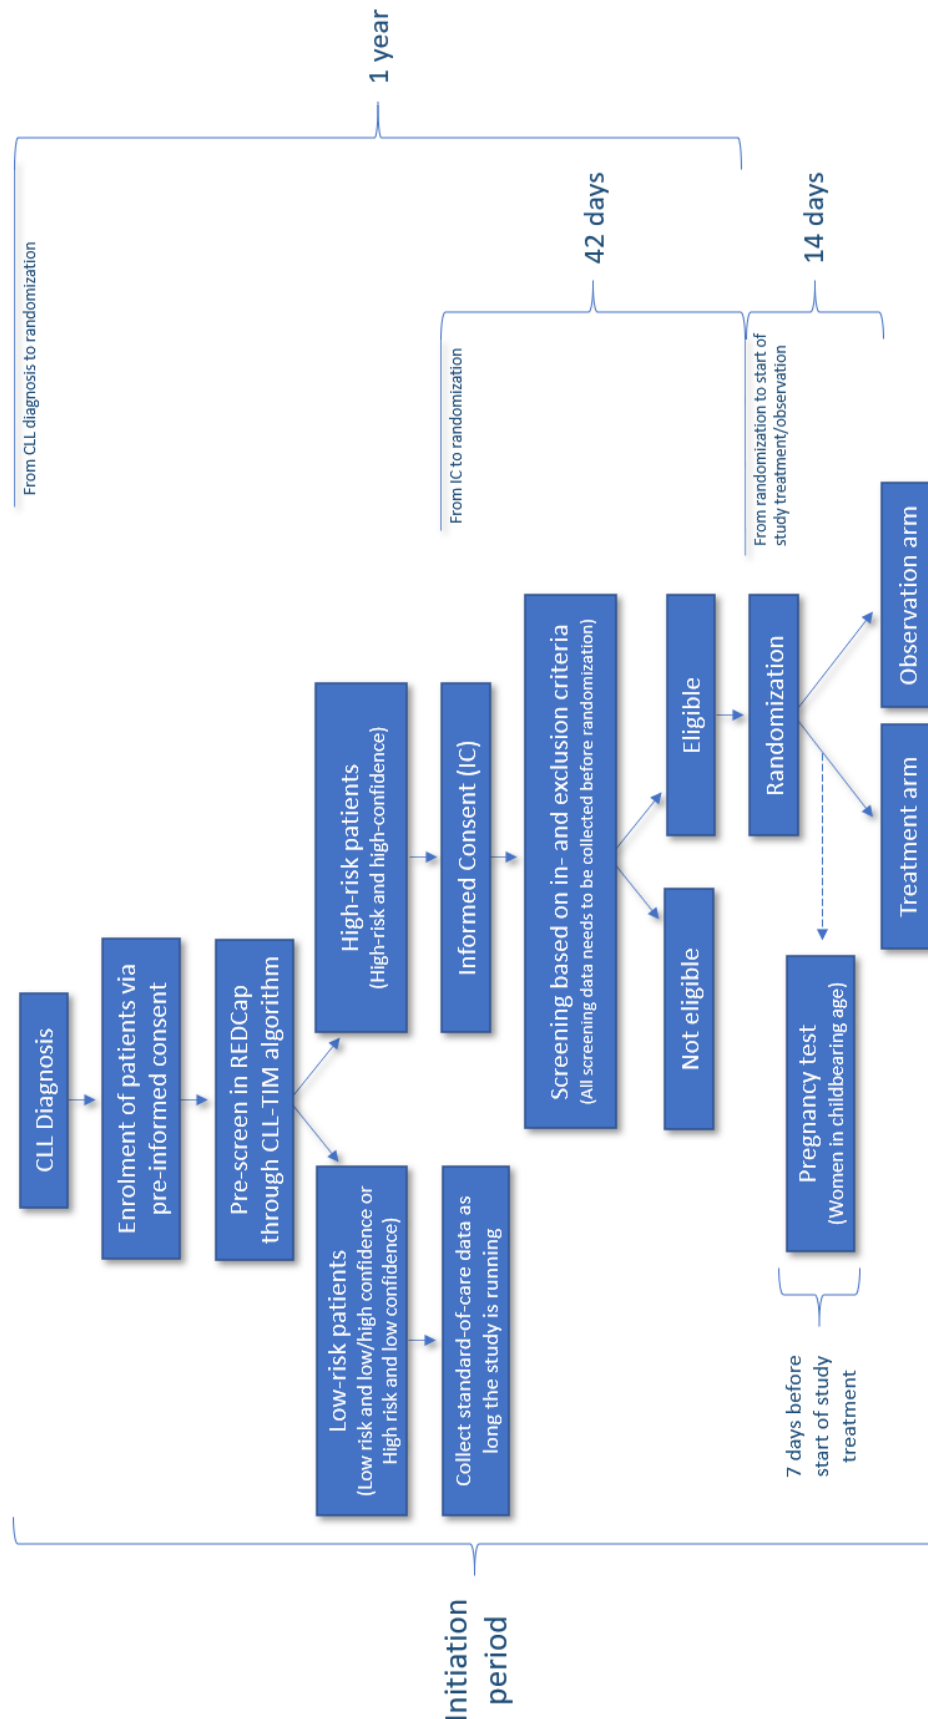 Initiation
period
CLL Diagnosis
Enrolment of patients via
pre-informed consent
Pre-screen in REDCap
through CLL-TIM algorithm
Low-risk patients
(Low risk and low/high confidence or
High risk and low confidence)
High-risk patients
(High-risk and high-confidence)
Collect standard-of-care data as
long the study is running
Informed Consent (IC)
Screening based on in- and exclusion criteria
(All screening data needs to be collected before randomization)
Not eligible
Eligible
Randomization
7 days before
start of study
treatment
Pregnancy test
(Women in childbearing age)
Treatment arm
Observation arm
From CLL diagnosis to randomization
1 year
From IC to randomization
42 days
From randomization to start of
study treatment/observation
14 days